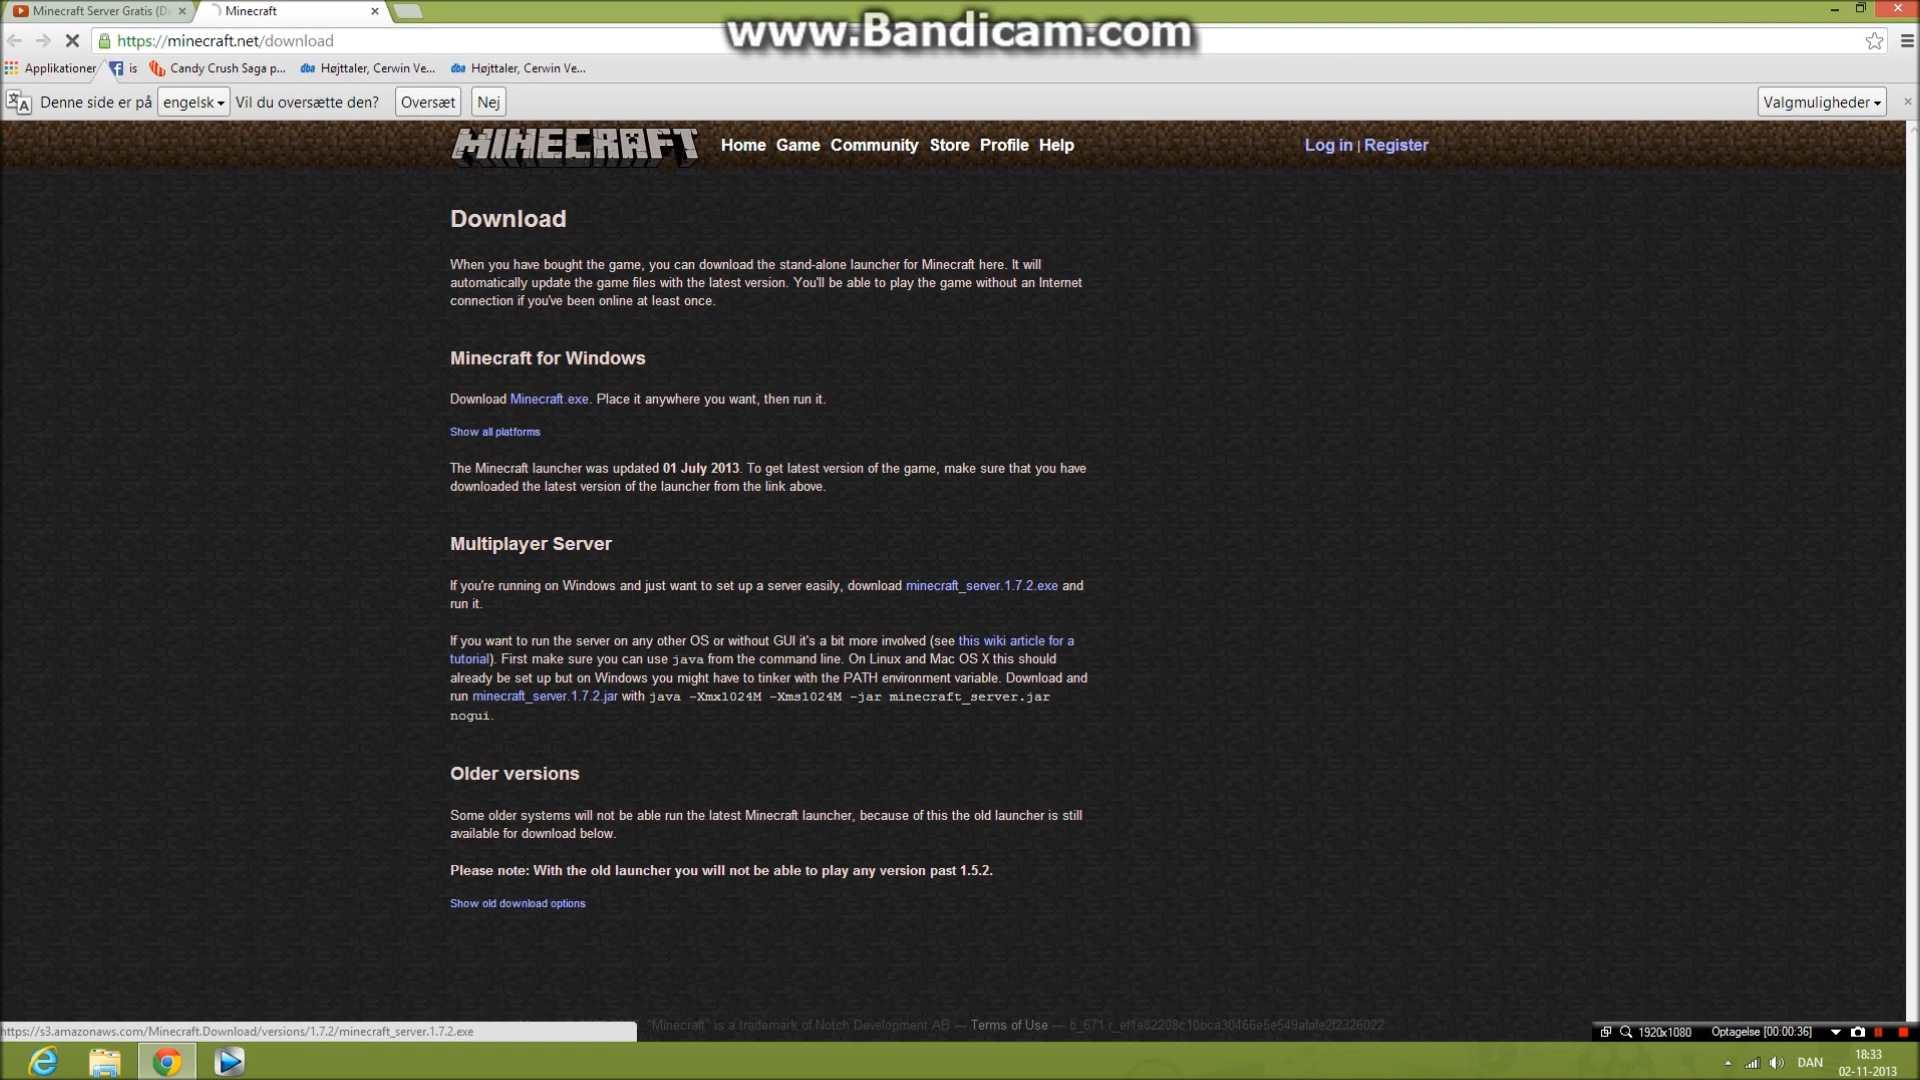 Minecraft Server Gratis (D
Minecraft
www.Bandicam.com
https://minecraft.net/download
Applikationer
is
Candy Crush Saga p...
dba Højttaler, Cerwin Ve...
dba Højttaler, Cerwin Ve...
Denne side er på engelsk Vil du oversætte den? Oversæt Nej
Valgmuligheder
MINECRAFT
Home Game Community Store Profile Help
Log in | Register
Download
When you have bought the game, you can download the stand-alone launcher for Minecraft here. It will
automatically update the game files with the latest version. You'll be able to play the game without an Internet
connection if you've been online at least once.
Minecraft for Windows
Download Minecraft.exe. Place it anywhere you want, then run it.
Show all platforms
The Minecraft launcher was updated 01 July 2013. To get latest version of the game, make sure that you have
downloaded the latest version of the launcher from the link above.
Multiplayer Server
If you're running on Windows and just want to set up a server easily, download minecraft_server.1.7.2.exe and
run it.
If you want to run the server on any other OS or without GUI it's a bit more involved (see this wiki article for a
tutorial). First make sure you can use java from the command line. On Linux and Mac OS X this should
already be set up but on Windows you might have to tinker with the PATH environment variable. Download and
run minecraft_server.1.7.2.jar with java -Xmx1024M -Xms1024M -jar minecraft_server.jar
nogui.
Older versions
Some older systems will not be able run the latest Minecraft launcher, because of this the old launcher is still
available for download below.
Please note: With the old launcher you will not be able to play any version past 1.5.2.
Show old download options
"Minecraft" is a trademark of Notch Development AB — Terms of Use —
https://s3.amazonaws.com/Minecraft.Download/versions/1.7.2/minecraft_server.1.7.2.exe
1920x1080
Optagelse [00:00:36]
DAN
18:33
02-11-2013